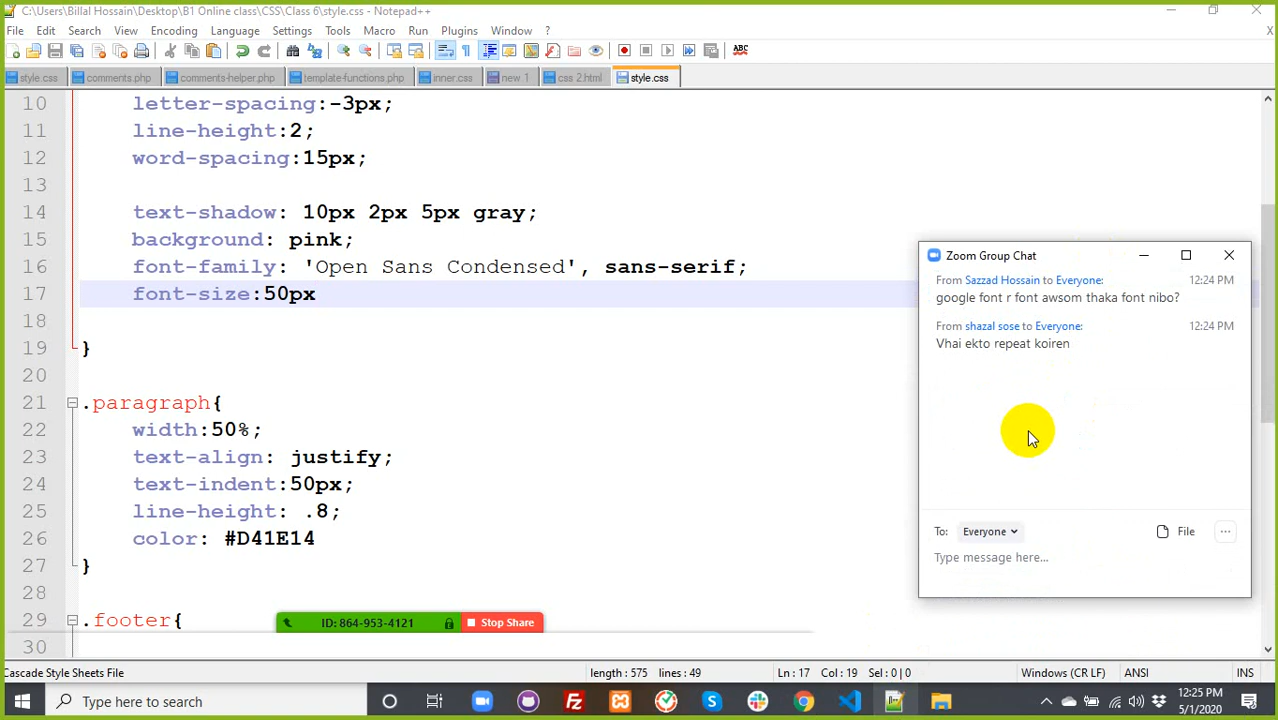 C:\Users\Billal Hossain\Desktop\B1 Online class\CSS\Class 6\style.css - Notepad++
File Edit Search View Encoding Language Settings Tools Macro Run Plugins Window ? X
style.css comments.php comments-helper.php template-functions.php inner.css new 1 css 2.html style.css
10 letter-spacing:-3px;
11 line-height:2;
12 word-spacing:15px;
13
14 text-shadow: 10px 2px 5px gray;
15 background: pink;
16 font-family: 'Open Sans Condensed', sans-serif;
17 font-size:50px
18
19 }
20
21 .paragraph{
22 width:50%;
23 text-align: justify;
24 text-indent:50px;
25 line-height: .8;
26 color: #D41E14
27 }
28
29 .footer{
30
Zoom Group Chat
From Sazzad Hossain to Everyone: 12:24 PM
google font r font awsom thaka font nibo?
From shazal sose to Everyone: 12:24 PM
Vhai ekto repeat koiren
To: Everyone File ...
Type message here...
ID: 864-953-4121 Stop Share
Cascade Style Sheets File length : 575 lines : 49 Ln : 17 Col : 19 Sel : 0 | 0 Windows (CR LF) ANSI INS
Type here to search
12:25 PM
5/1/2020